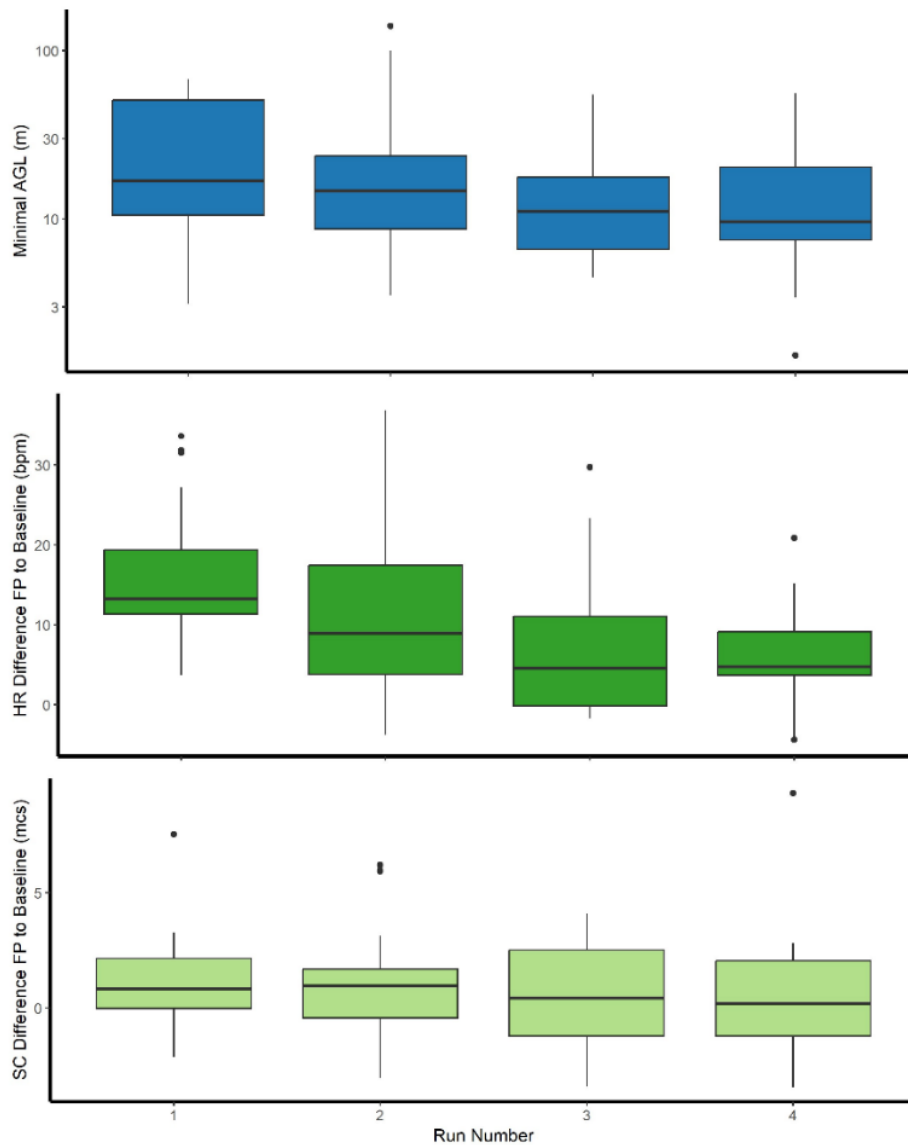 Minimal AGL (m)
100
30
10
3
HR Difference FP to Baseline (bpm)
30
20
10
0
SC Difference FP to Baseline (mcs)
5
0
1 2 3 4
Run Number